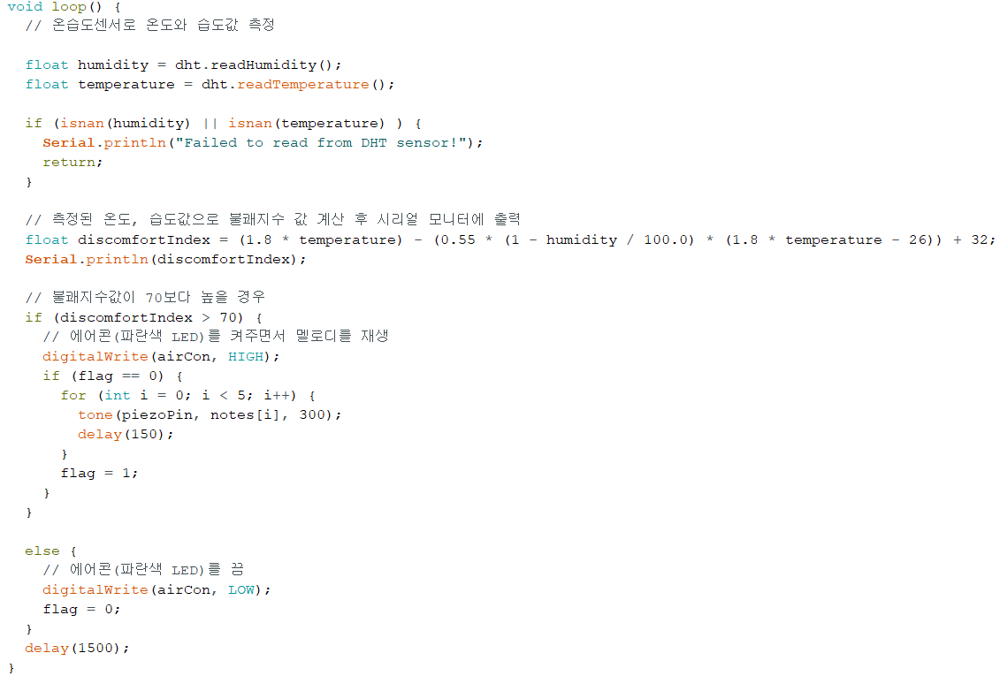 void loop() {
  // 온습도센서로 온도와 습도값 측정

  float humidity = dht.readHumidity();
  float temperature = dht.readTemperature();

  if (isnan(humidity) || isnan(temperature) ) {
    Serial.println("Failed to read from DHT sensor!");
    return;
  }

  // 측정된 온도, 습도값으로 불쾌지수 값 계산 후 시리얼 모니터에 출력
  float discomfortIndex = (1.8 * temperature) - (0.55 * (1 - humidity / 100.0) * (1.8 * temperature - 26)) + 32;
  Serial.println(discomfortIndex);

  // 불쾌지수값이 70보다 높을 경우
  if (discomfortIndex > 70) {
    // 에어콘(파란색 LED)를 켜주면서 멜로디를 재생
    digitalWrite(airCon, HIGH);
    if (flag == 0) {
      for (int i = 0; i < 5; i++) {
        tone(piezoPin, notes[i], 300);
        delay(150);
      }
      flag = 1;
    }
  }

  else {
    // 에어콘(파란색 LED)를 끔
    digitalWrite(airCon, LOW);
    flag = 0;
  }
  delay(1500);
}